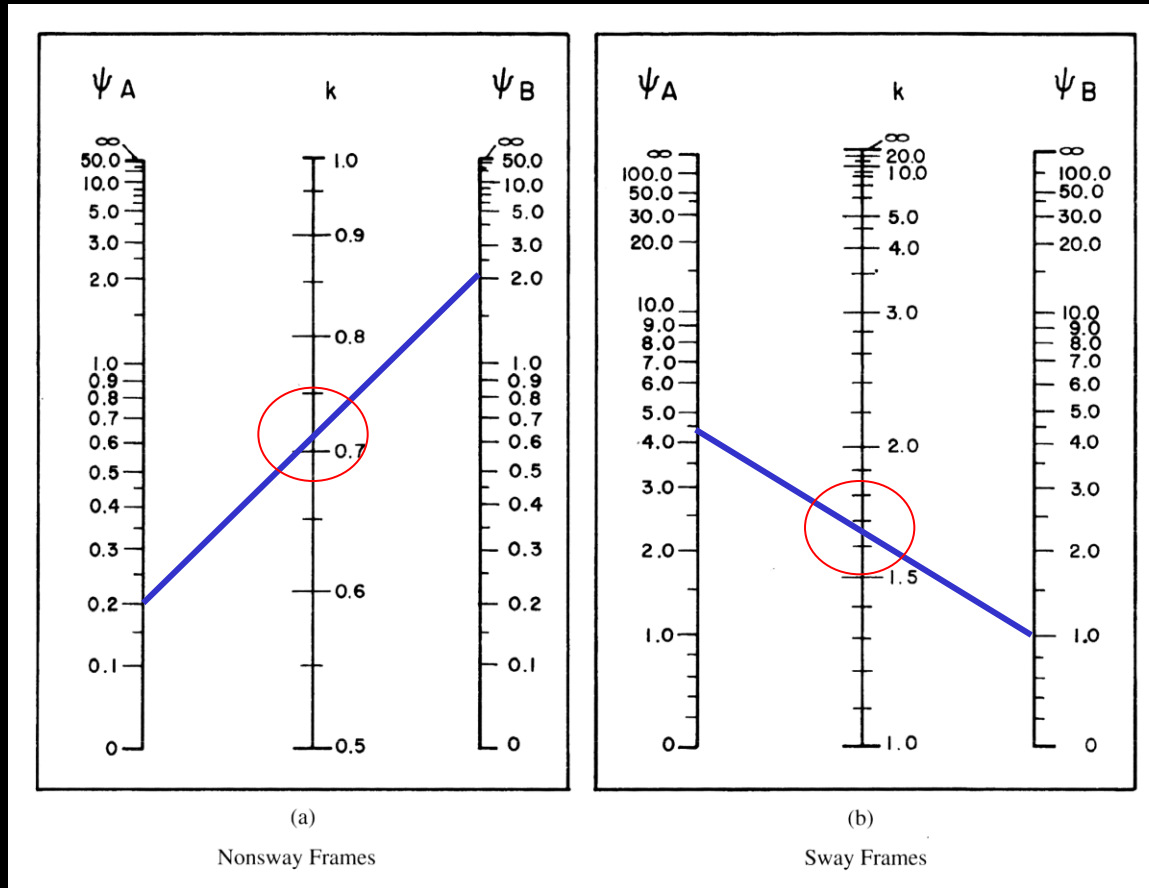 ψA k ψB
∞ ∞
50.0 1.0 50.0
10.0 10.0
5.0 0.9 5.0
3.0 3.0
2.0 2.0
0.8
1.0 1.0
0.9 0.9
0.8 0.8
0.7 0.7
0.6 0.7 0.6
0.5 0.5
0.4 0.4
0.3 0.3
0.6
0.2 0.2
0.1 0.1
0 0.5 0
(a)
Nonsway Frames
ψA k ψB
∞ ∞ ∞
20.0
100.0 10.0 100.0
50.0 50.0
30.0 5.0 30.0
20.0 4.0 20.0
10.0 3.0 10.0
9.0 9.0
8.0 8.0
7.0 7.0
6.0 6.0
5.0 5.0
4.0 2.0 4.0
3.0 3.0
2.0 2.0
1.5
1.0 1.0
0 1.0 0
(b)
Sway Frames